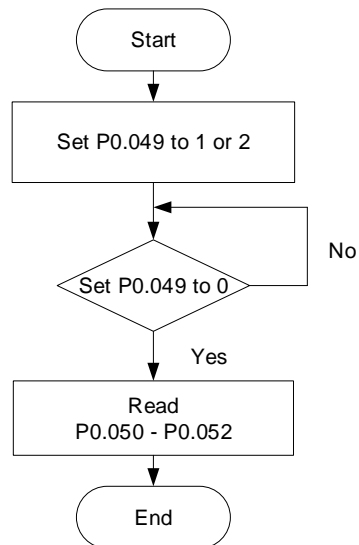 Start
Set P0.049 to 1 or 2
No
Set P0.049 to 0
Yes
Read
P0.050 - P0.052
End